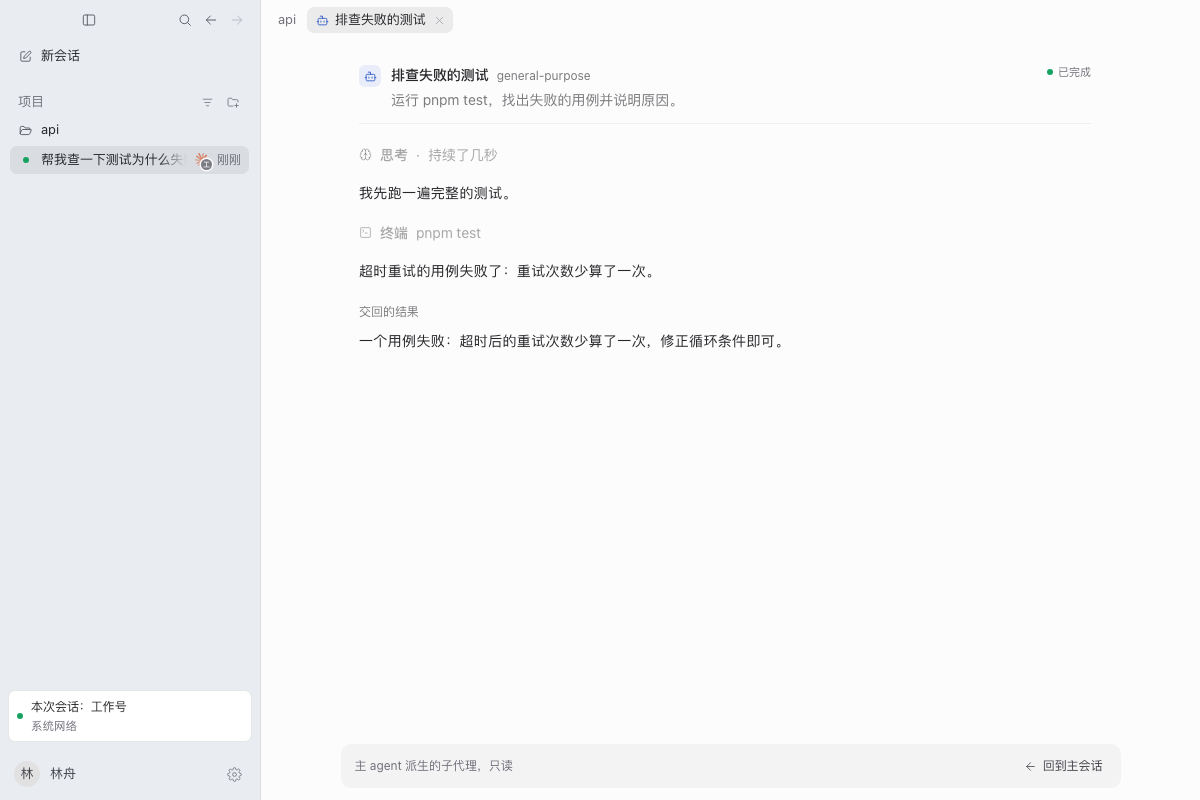 新会话
项目
api
帮我查一下测试为什么失 刚刚
本次会话：工作号
系统网络
林 林舟
api 排查失败的测试
排查失败的测试 general-purpose 已完成
运行 pnpm test，找出失败的用例并说明原因。
思考 · 持续了几秒
我先跑一遍完整的测试。
终端 pnpm test
超时重试的用例失败了：重试次数少算了一次。
交回的结果
一个用例失败：超时后的重试次数少算了一次，修正循环条件即可。
主 agent 派生的子代理，只读 回到主会话